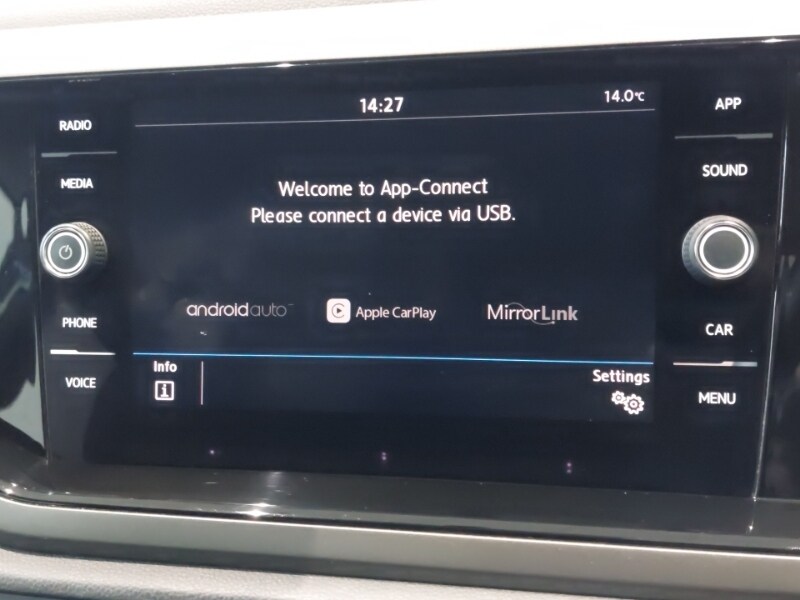 14:27
14.0°C
RADIO
MEDIA
PHONE
VOICE
Welcome to App-Connect
Please connect a device via USB.
androidauto™
Apple CarPlay
MirrorLink
Info
i
Settings
APP
SOUND
CAR
MENU